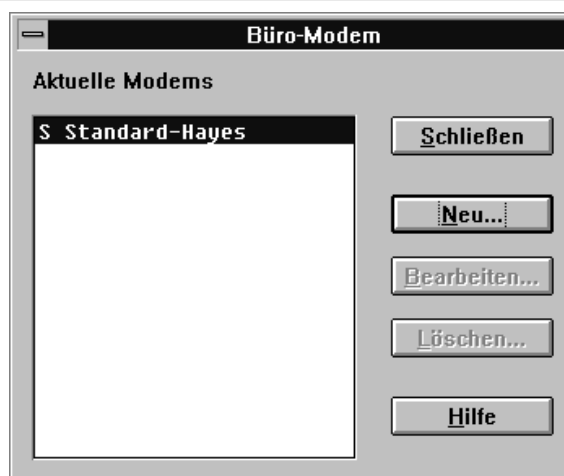 Büro-Modem
Aktuelle Modems
S Standard-Hayes
Schließen
Neu...
Bearbeiten...
Löschen...
Hilfe